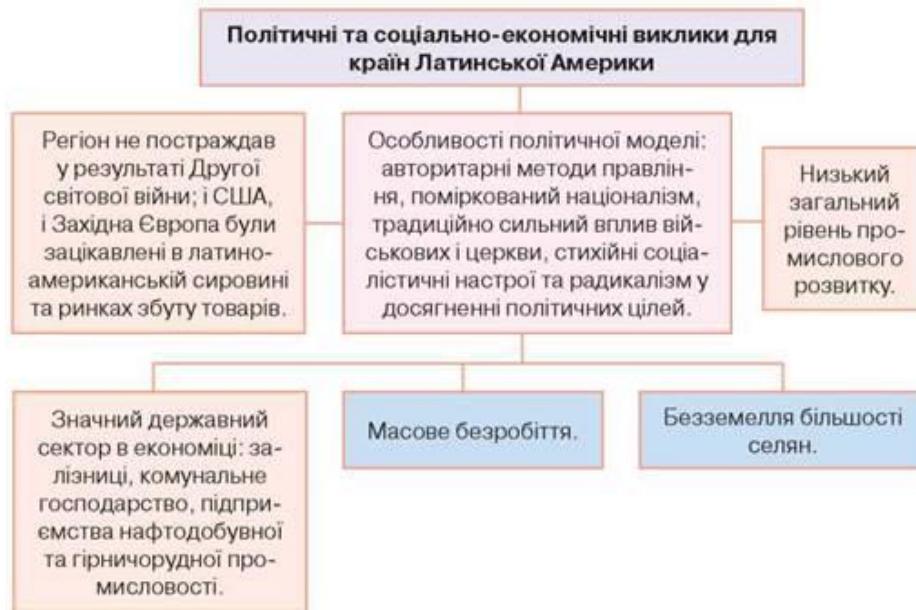 Політичні та соціально-економічні виклики для
країн Латинської Америки
Регіон не постраждав
у результаті Другої
світової війни; і США,
і Західна Європа були
зацікавлені в латино-
американській сировині
та ринках збуту товарів.
Особливості політичної моделі:
авторитарні методи правлін-
ня, поміркований націоналізм,
традиційно сильний вплив вій-
ськових і церкви, стихійні соціа-
лістичні настрої та радикалізм у
досягненні політичних цілей.
Низький
загальний
рівень про-
мислового
розвитку.
Значний державний
сектор в економіці: за-
лізниці, комунальне
господарство, підпри-
ємства нафтодобувної
та гірничорудної про-
мисловості.
Масове безробіття.
Безземелля більшості
селян.